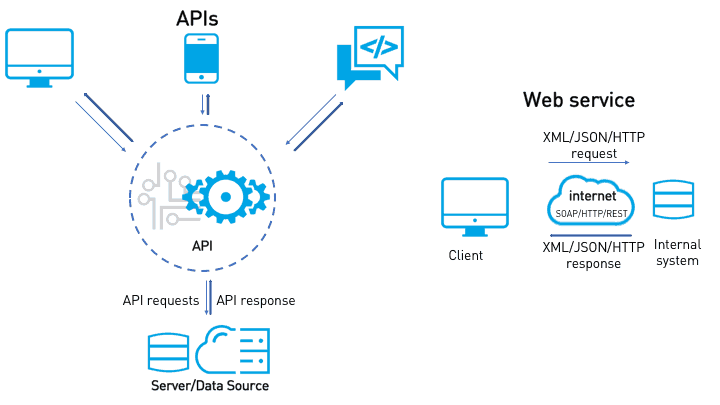 APIs
</>
API
API requests
API response
Server/Data Source
Web service
XML/JSON/HTTP
request
internet
SOAP/HTTP/REST
Client
XML/JSON/HTTP
response
Internal
system